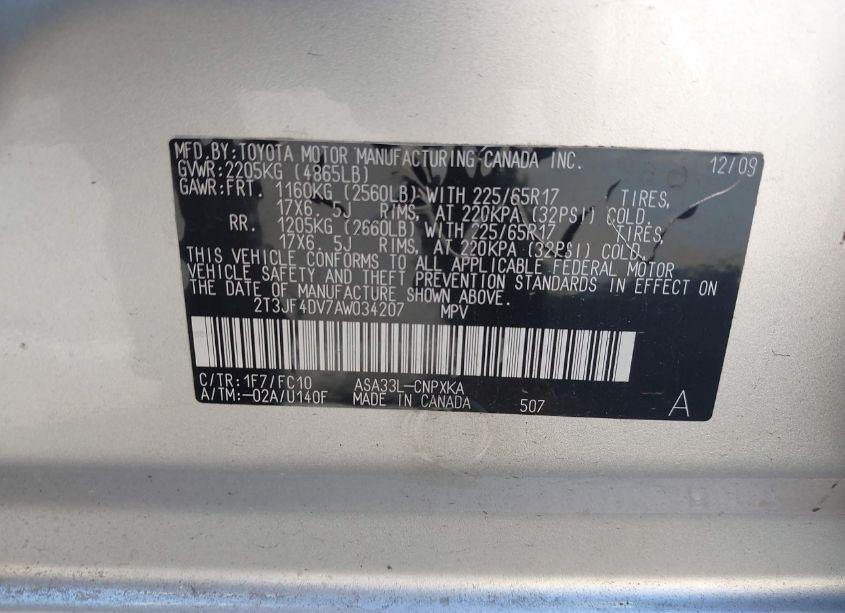 MFD.BY:TOYOTA MOTOR MANUFACTURING CANADA INC. 12/09
GVWR:2205KG (4865LB)
GAWR:FRT. 1160KG (2560LB) WITH 225/65R17 TIRES,
17X6. 5J RIMS, AT 220KPA (32PSI) COLD.
RR. 1205KG (2660LB) WITH 225/65R17 TIRES,
17X6. 5J RIMS, AT 220KPA (32PSI) COLD.
THIS VEHICLE CONFORMS TO ALL APPLICABLE FEDERAL MOTOR
VEHICLE SAFETY AND THEFT PREVENTION STANDARDS IN EFFECT ON
THE DATE OF MANUFACTURE SHOWN ABOVE.
2T3JF4DV7AW034207 MPV
C/TR:1F7/FC10 ASA33L-CNPXKA
A/TM:-02A/U140F MADE IN CANADA 507 A